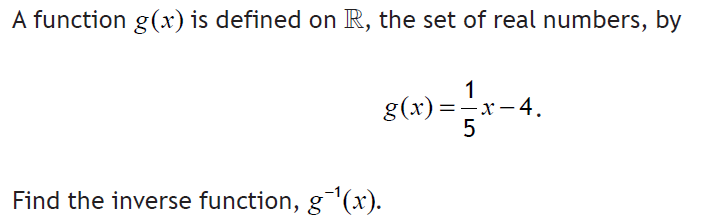 A function g(x) is defined on ℝ, the set of real numbers, by
g(x) = 1/5 x − 4.
Find the inverse function, g⁻¹(x).